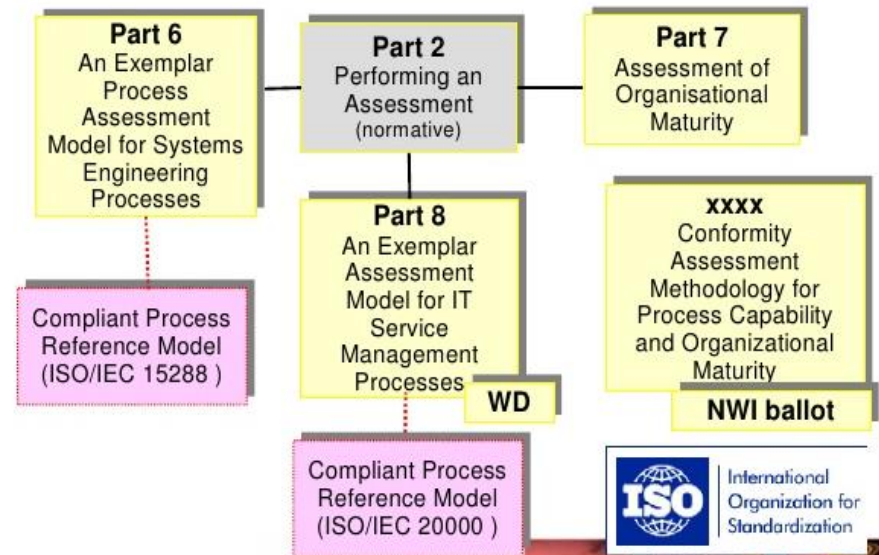 Part 6
An Exemplar
Process
Assessment
Model for Systems
Engineering
Processes
Part 2
Performing an
Assessment
(normative)
Part 7
Assessment of
Organisational
Maturity
Part 8
An Exemplar
Assessment
Model for IT
Service
Management
Processes
WD
xxxx
Conformity
Assessment
Methodology for
Process Capability
and Organizational
Maturity
NWI ballot
Compliant Process
Reference Model
(ISO/IEC 15288 )
Compliant Process
Reference Model
(ISO/IEC 20000 )
ISO
International
Organization for
Standardization